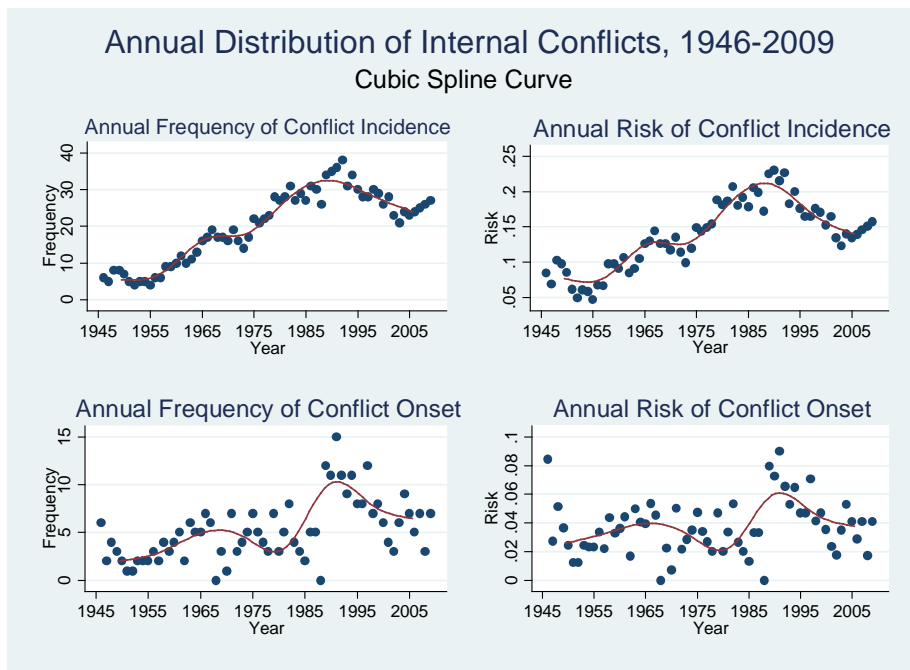 Annual Distribution of Internal Conflicts, 1946-2009
Cubic Spline Curve
Annual Frequency of Conflict Incidence
Frequency
40
30
20
10
0
1945 1955 1965 1975 1985 1995 2005
Year
Annual Risk of Conflict Incidence
Risk
.25
.2
.15
.1
.05
1945 1955 1965 1975 1985 1995 2005
Year
Annual Frequency of Conflict Onset
Frequency
15
10
5
0
1945 1955 1965 1975 1985 1995 2005
Year
Annual Risk of Conflict Onset
Risk
.1
.08
.06
.04
.02
0
1945 1955 1965 1975 1985 1995 2005
Year